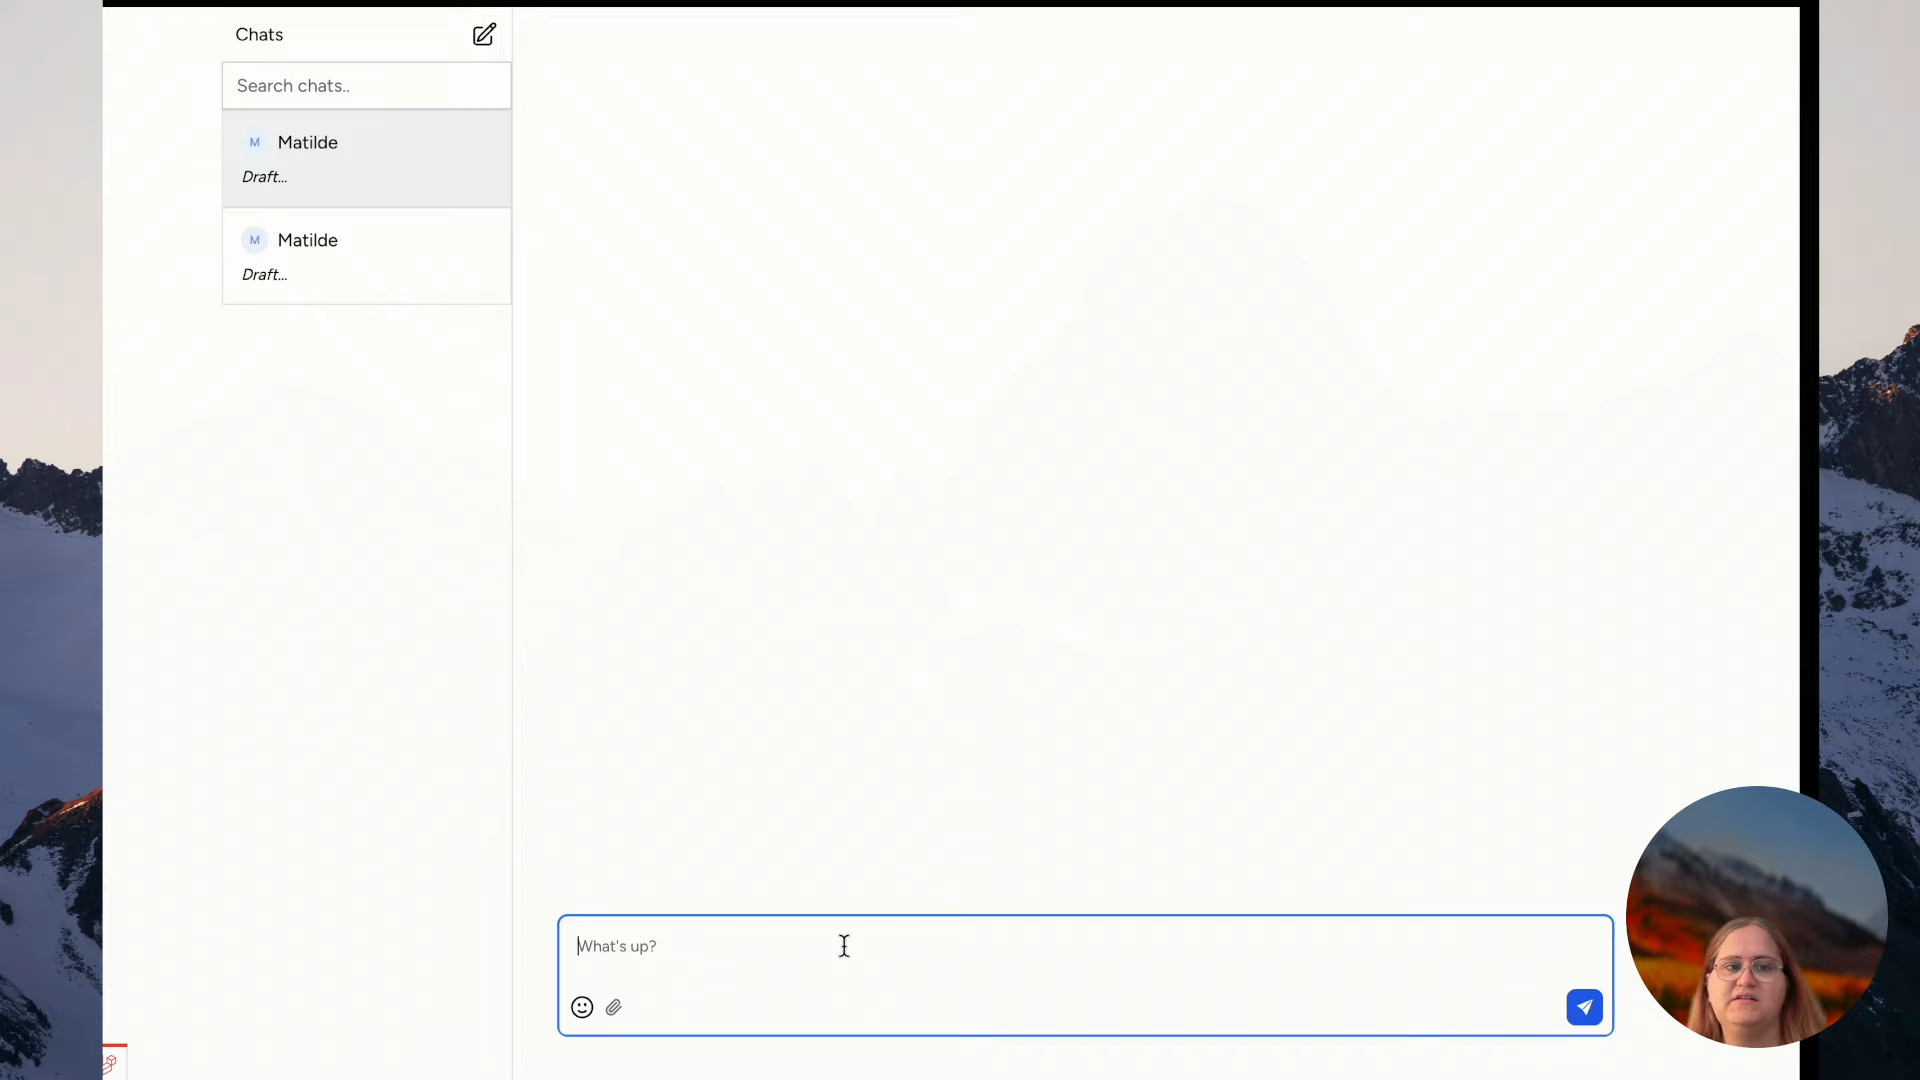 Chats
Search chats..
M Matilde
Draft...
M Matilde
Draft...
What's up?